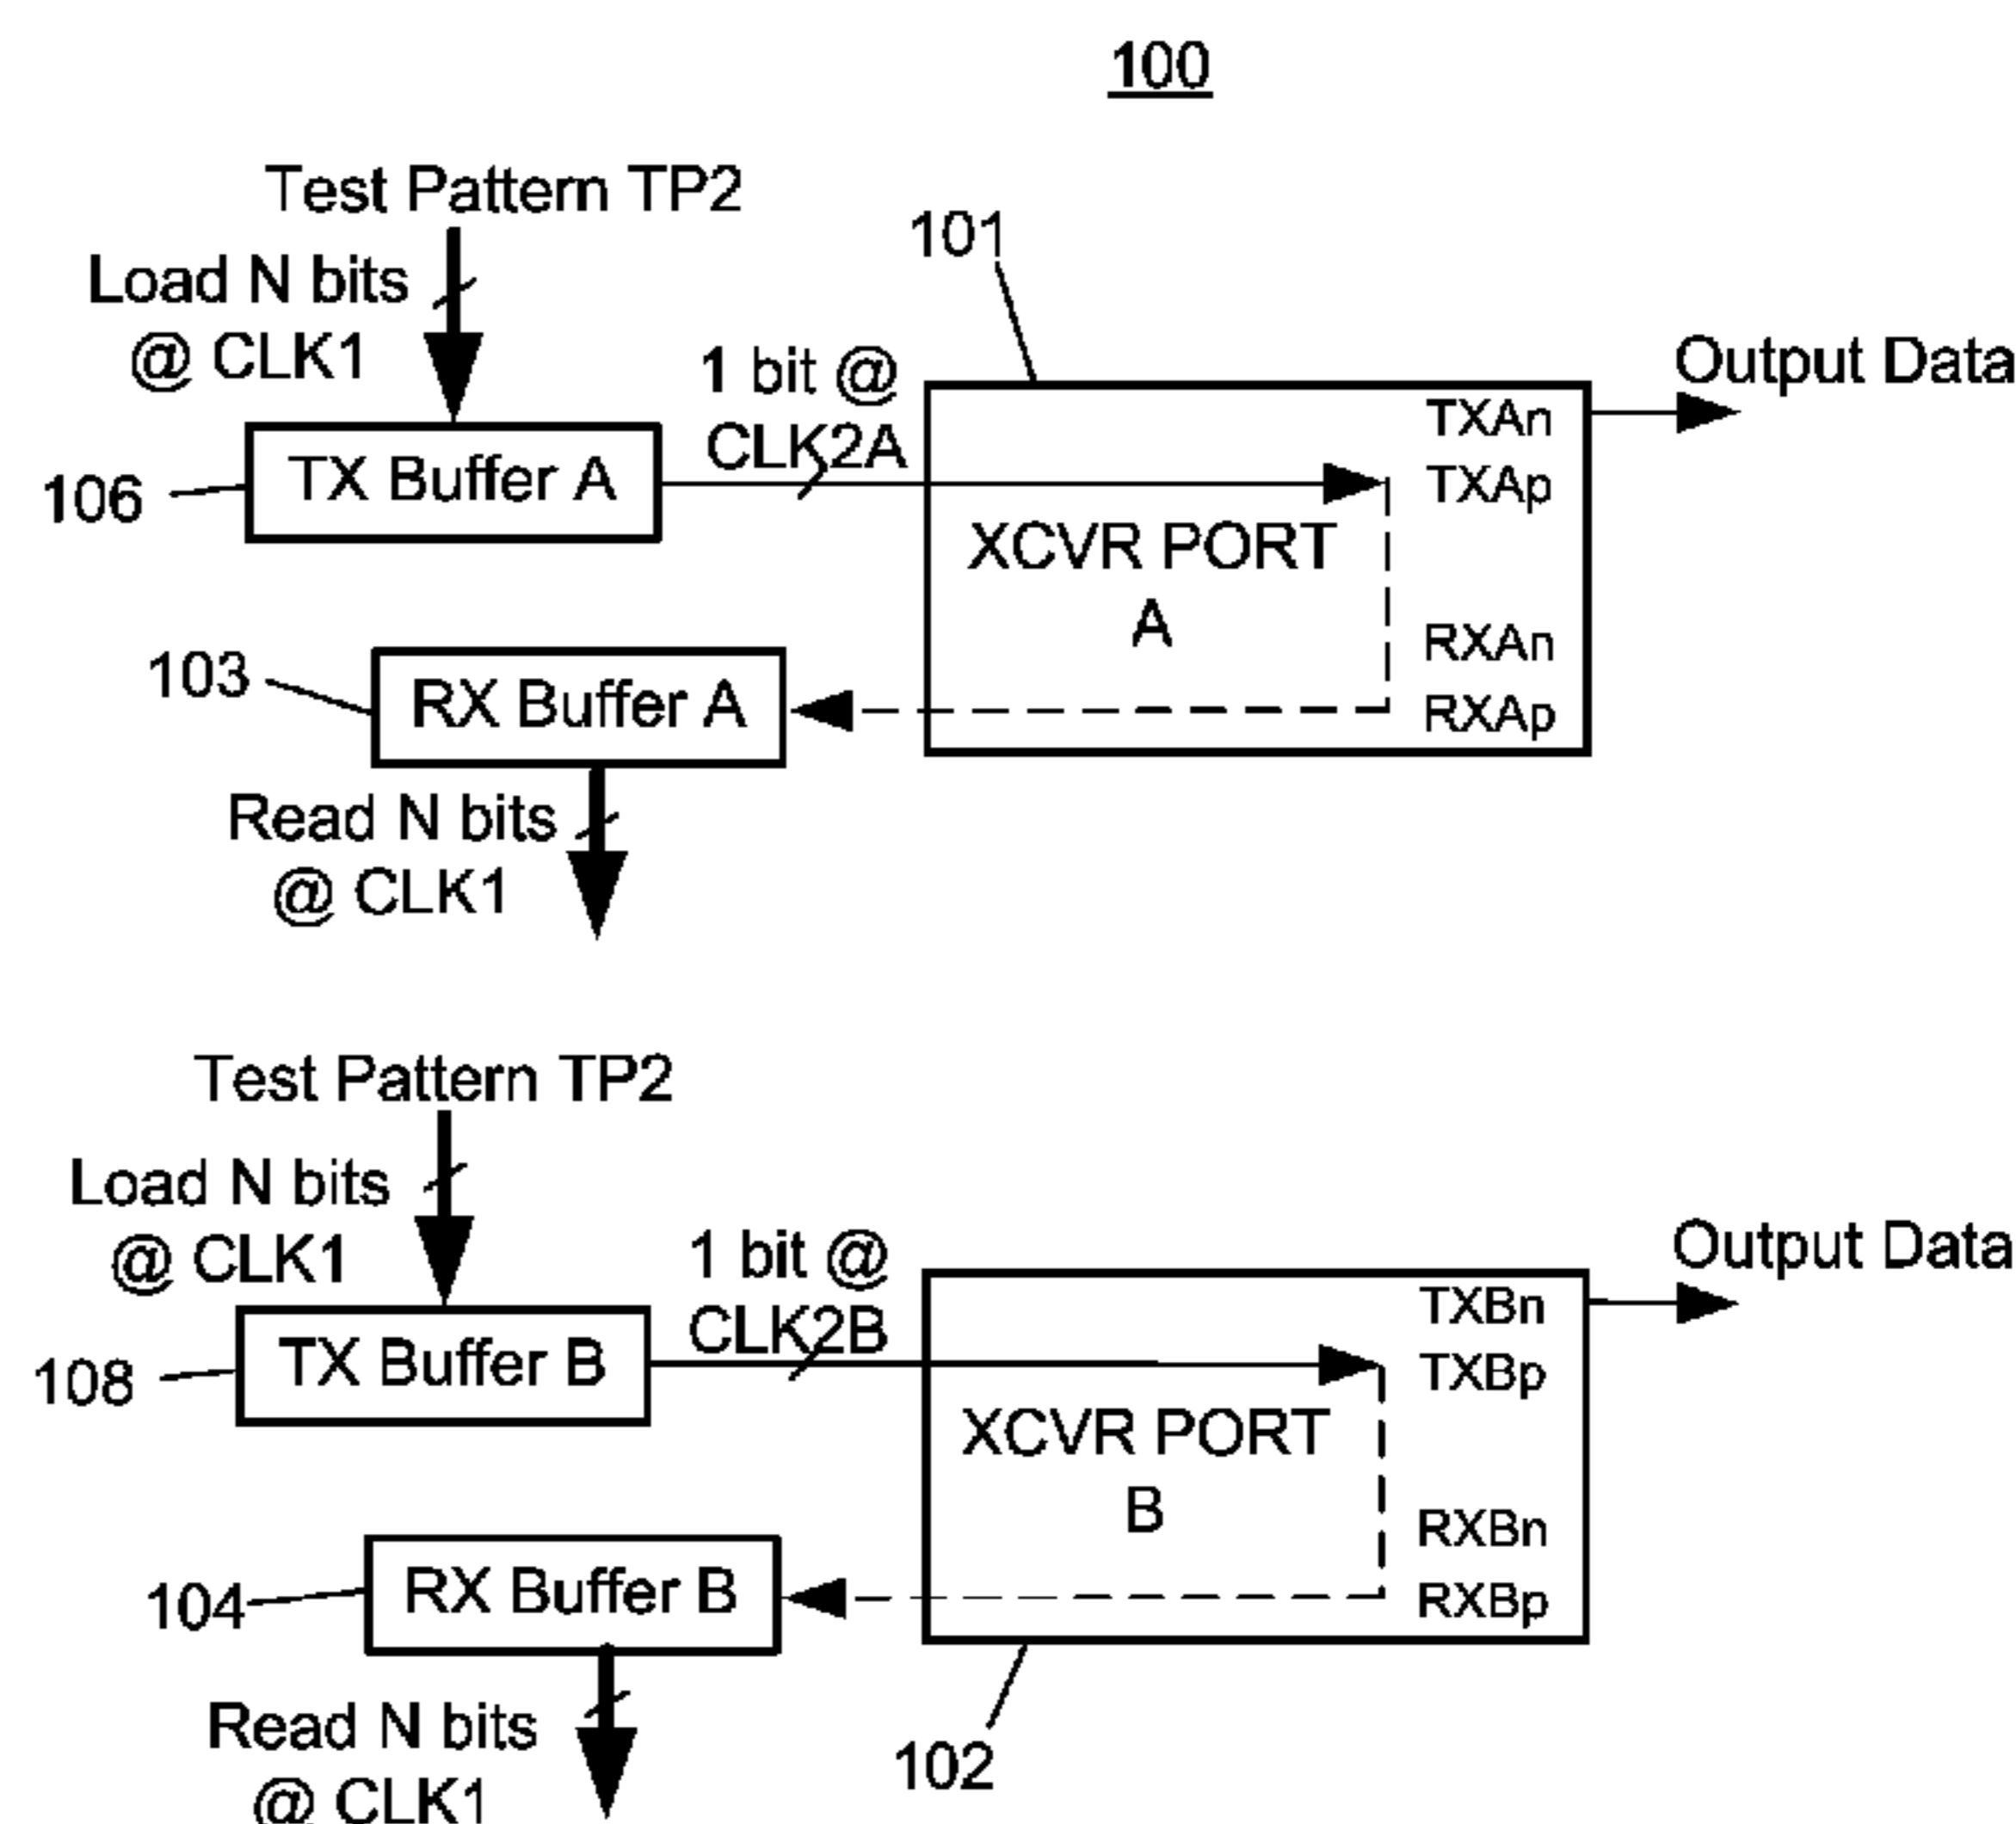 100
Test Pattern TP2
Load N bits
@ CLK1
101
1 bit @
CLK2A
Output Data
TXAn
TXAp
106
TX Buffer A
XCVR PORT
A
RXAn
RXAp
103
RX Buffer A
Read N bits
@ CLK1
Test Pattern TP2
Load N bits
@ CLK1
1 bit @
CLK2B
Output Data
TXBn
TXBp
108
TX Buffer B
XCVR PORT
B
RXBn
RXBp
104
RX Buffer B
Read N bits
@ CLK1
102